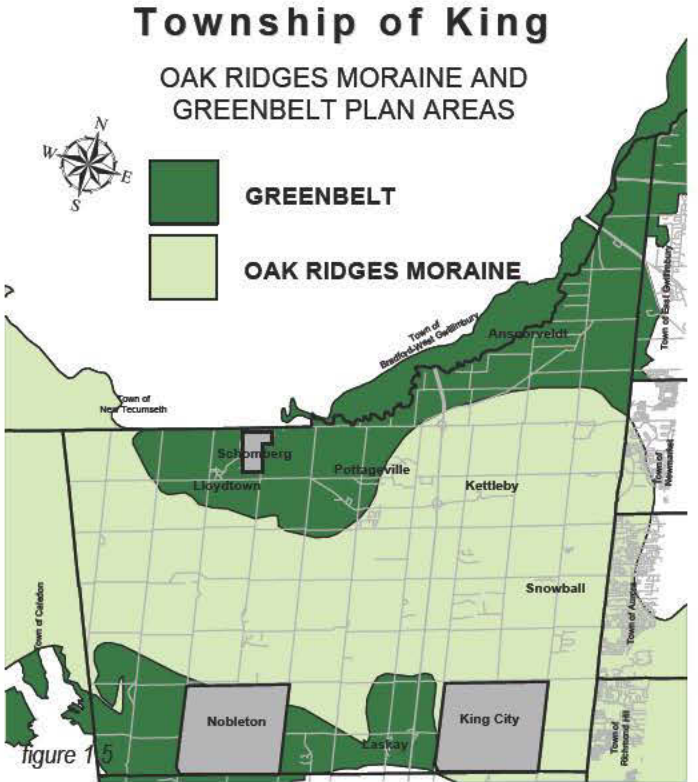 Township of King
OAK RIDGES MORAINE AND
GREENBELT PLAN AREAS
N
W
E
S
GREENBELT
OAK RIDGES MORAINE
Town of East Gwillimbury
Town of
Bradford-West Gwillimbury
Ansnorveldt
Town of
New Tecumseth
Schomberg
Pottageville
Lloydtown
Kettleby
Town of
Newmarket
Snowball
Town of Caledon
Town of Aurora
Nobleton
King City
Laskay
Town of
Richmond Hill
figure 1.5